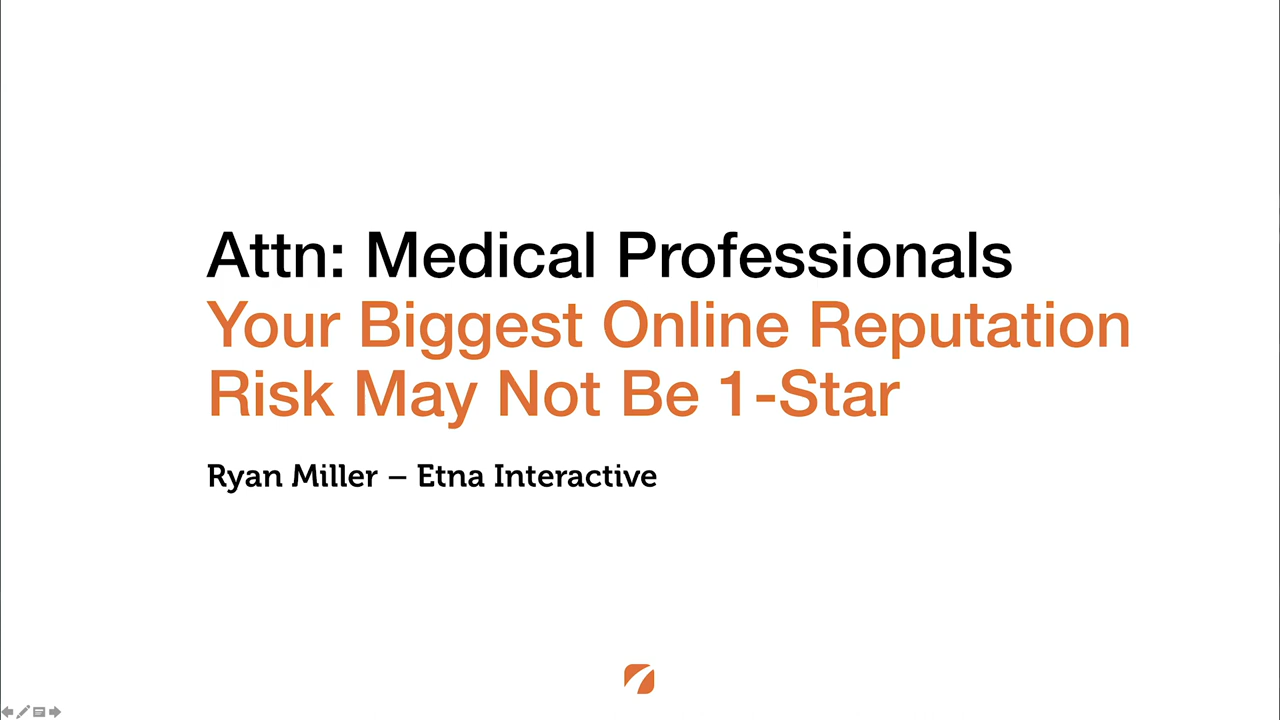 Attn: Medical Professionals
Your Biggest Online Reputation
Risk May Not Be 1-Star
Ryan Miller – Etna Interactive